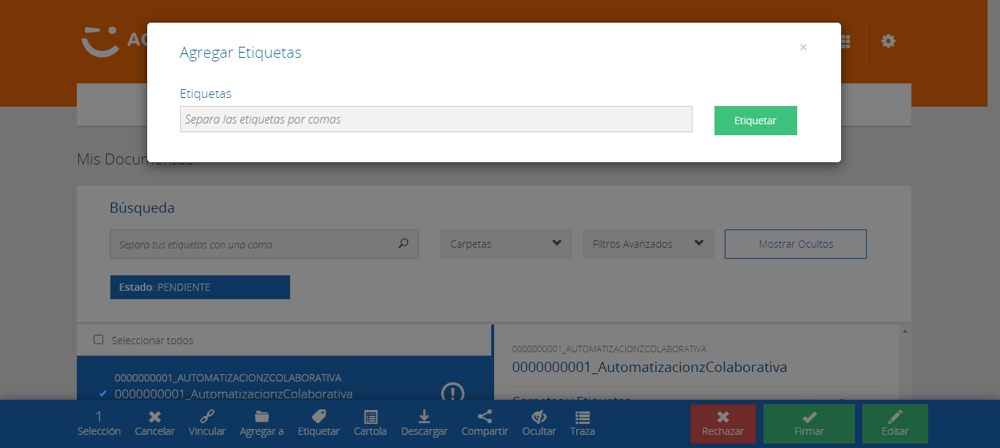 Agregar Etiquetas
×
Etiquetas
Separa las etiquetas por comas
Etiquetar
Mis Documentos
Búsqueda
Separa tus etiquetas con una coma
Carpetas
Filtros Avanzados
Mostrar Ocultos
Estado: PENDIENTE
Seleccionar todos
0000000001_AUTOMATIZACIONZCOLABORATIVA
0000000001_AutomatizacionzColaborativa
0000000001_AUTOMATIZACIONZCOLABORATIVA
0000000001_AutomatizacionzColaborativa
Carpetas y Etiquetas
1
Selección
Cancelar
Vincular
Agregar a
Etiquetar
Cartola
Descargar
Compartir
Ocultar
Traza
Rechazar
Firmar
Editar